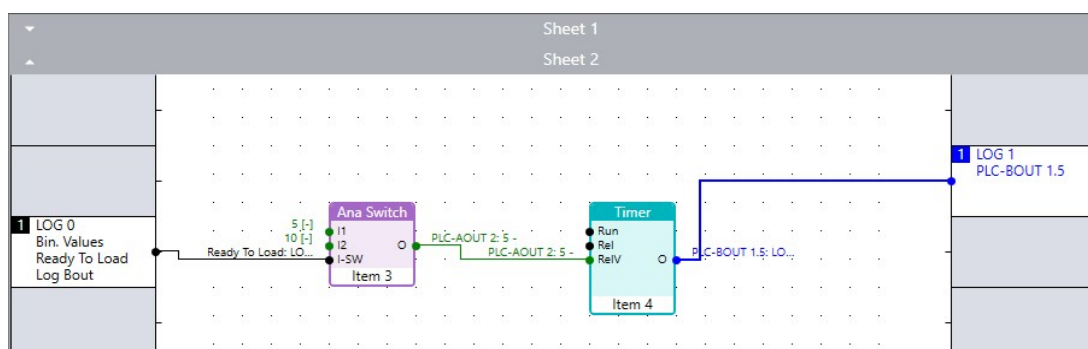 Sheet 1
Sheet 2
1 LOG 1
PLC-BOUT 1.5
1 LOG 0
Bin. Values
Ready To Load
Log Bout
Ready To Load: LO...
5 [-]
10 [-]
Ana Switch
I1
I2
O
I-SW
Item 3
PLC-AOUT 2: 5 -
PLC-AOUT 2: 5 -
Timer
Run
Rel
RelV
O
Item 4
PLC-BOUT 1.5: LO...